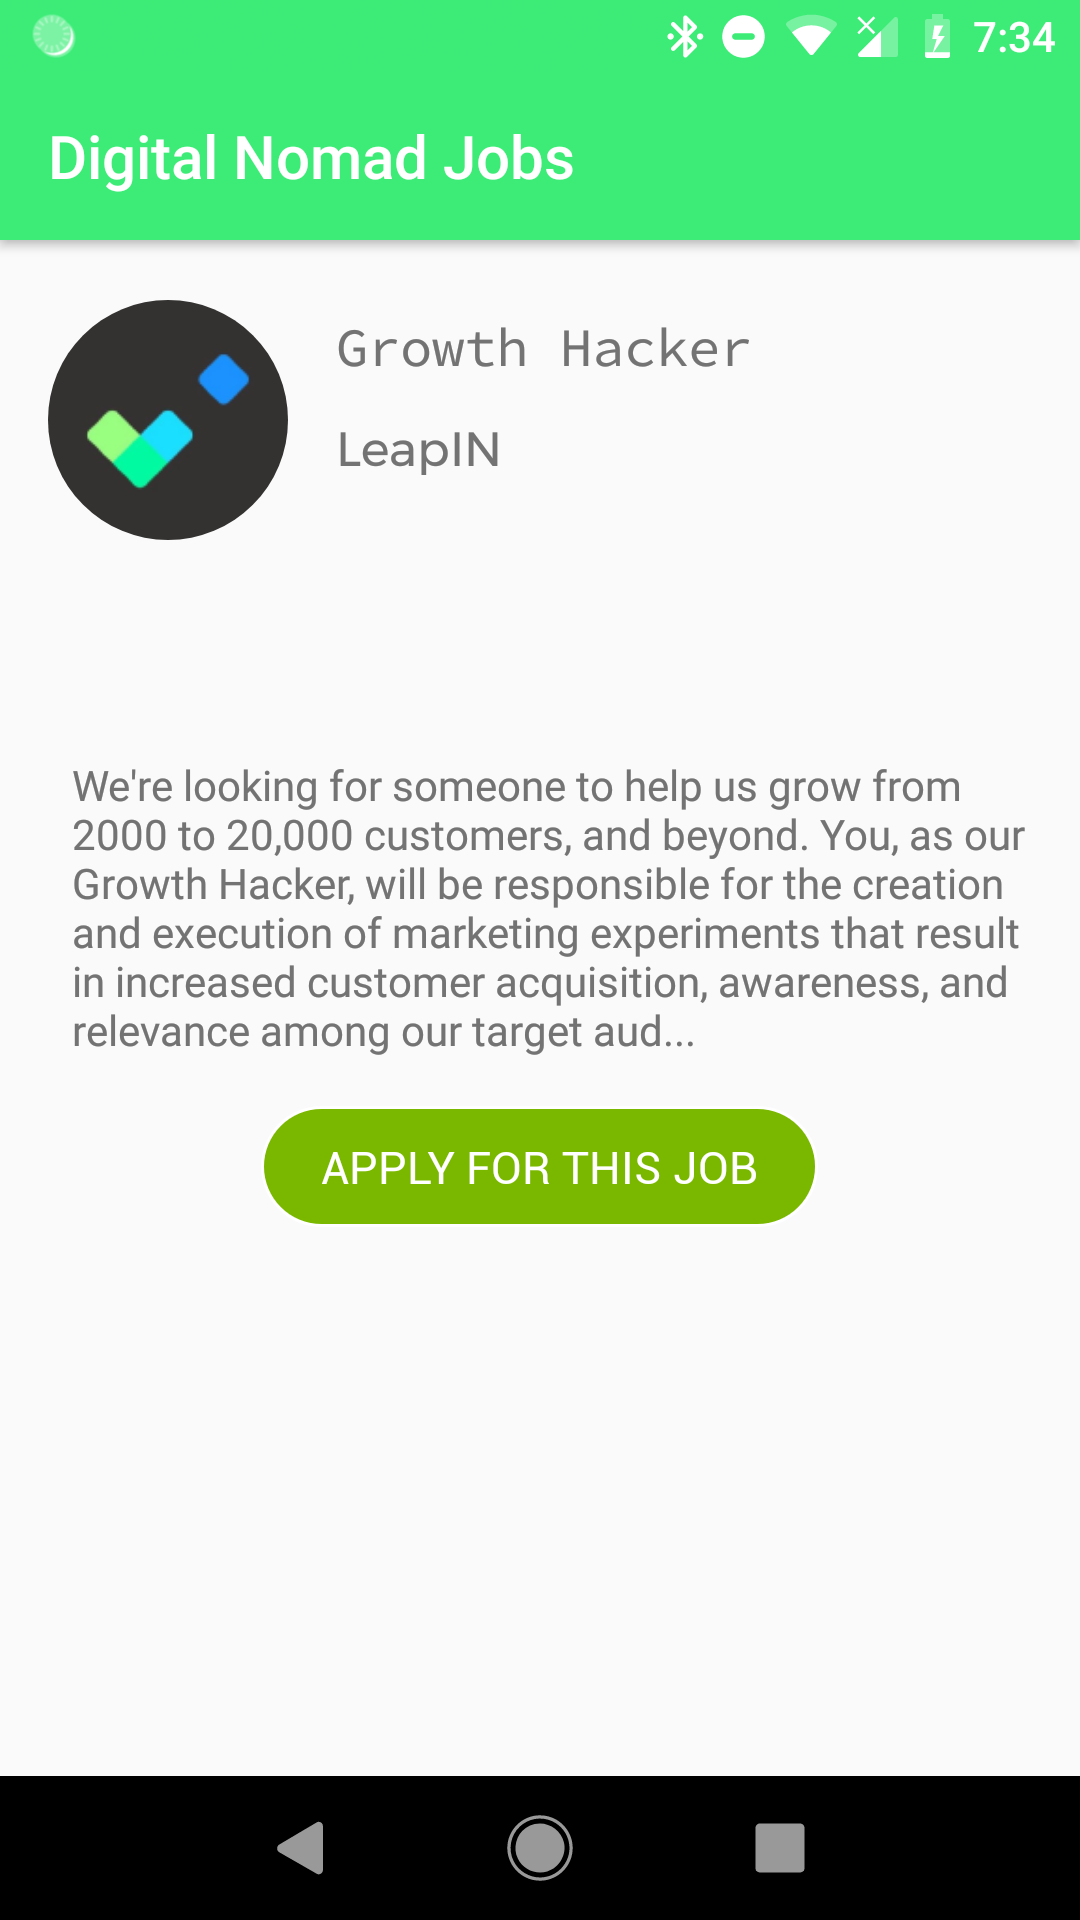 7:34
Digital Nomad Jobs
Growth Hacker
LeapIN
We're looking for someone to help us grow from
2000 to 20,000 customers, and beyond. You, as our
Growth Hacker, will be responsible for the creation
and execution of marketing experiments that result
in increased customer acquisition, awareness, and
relevance among our target aud...
APPLY FOR THIS JOB